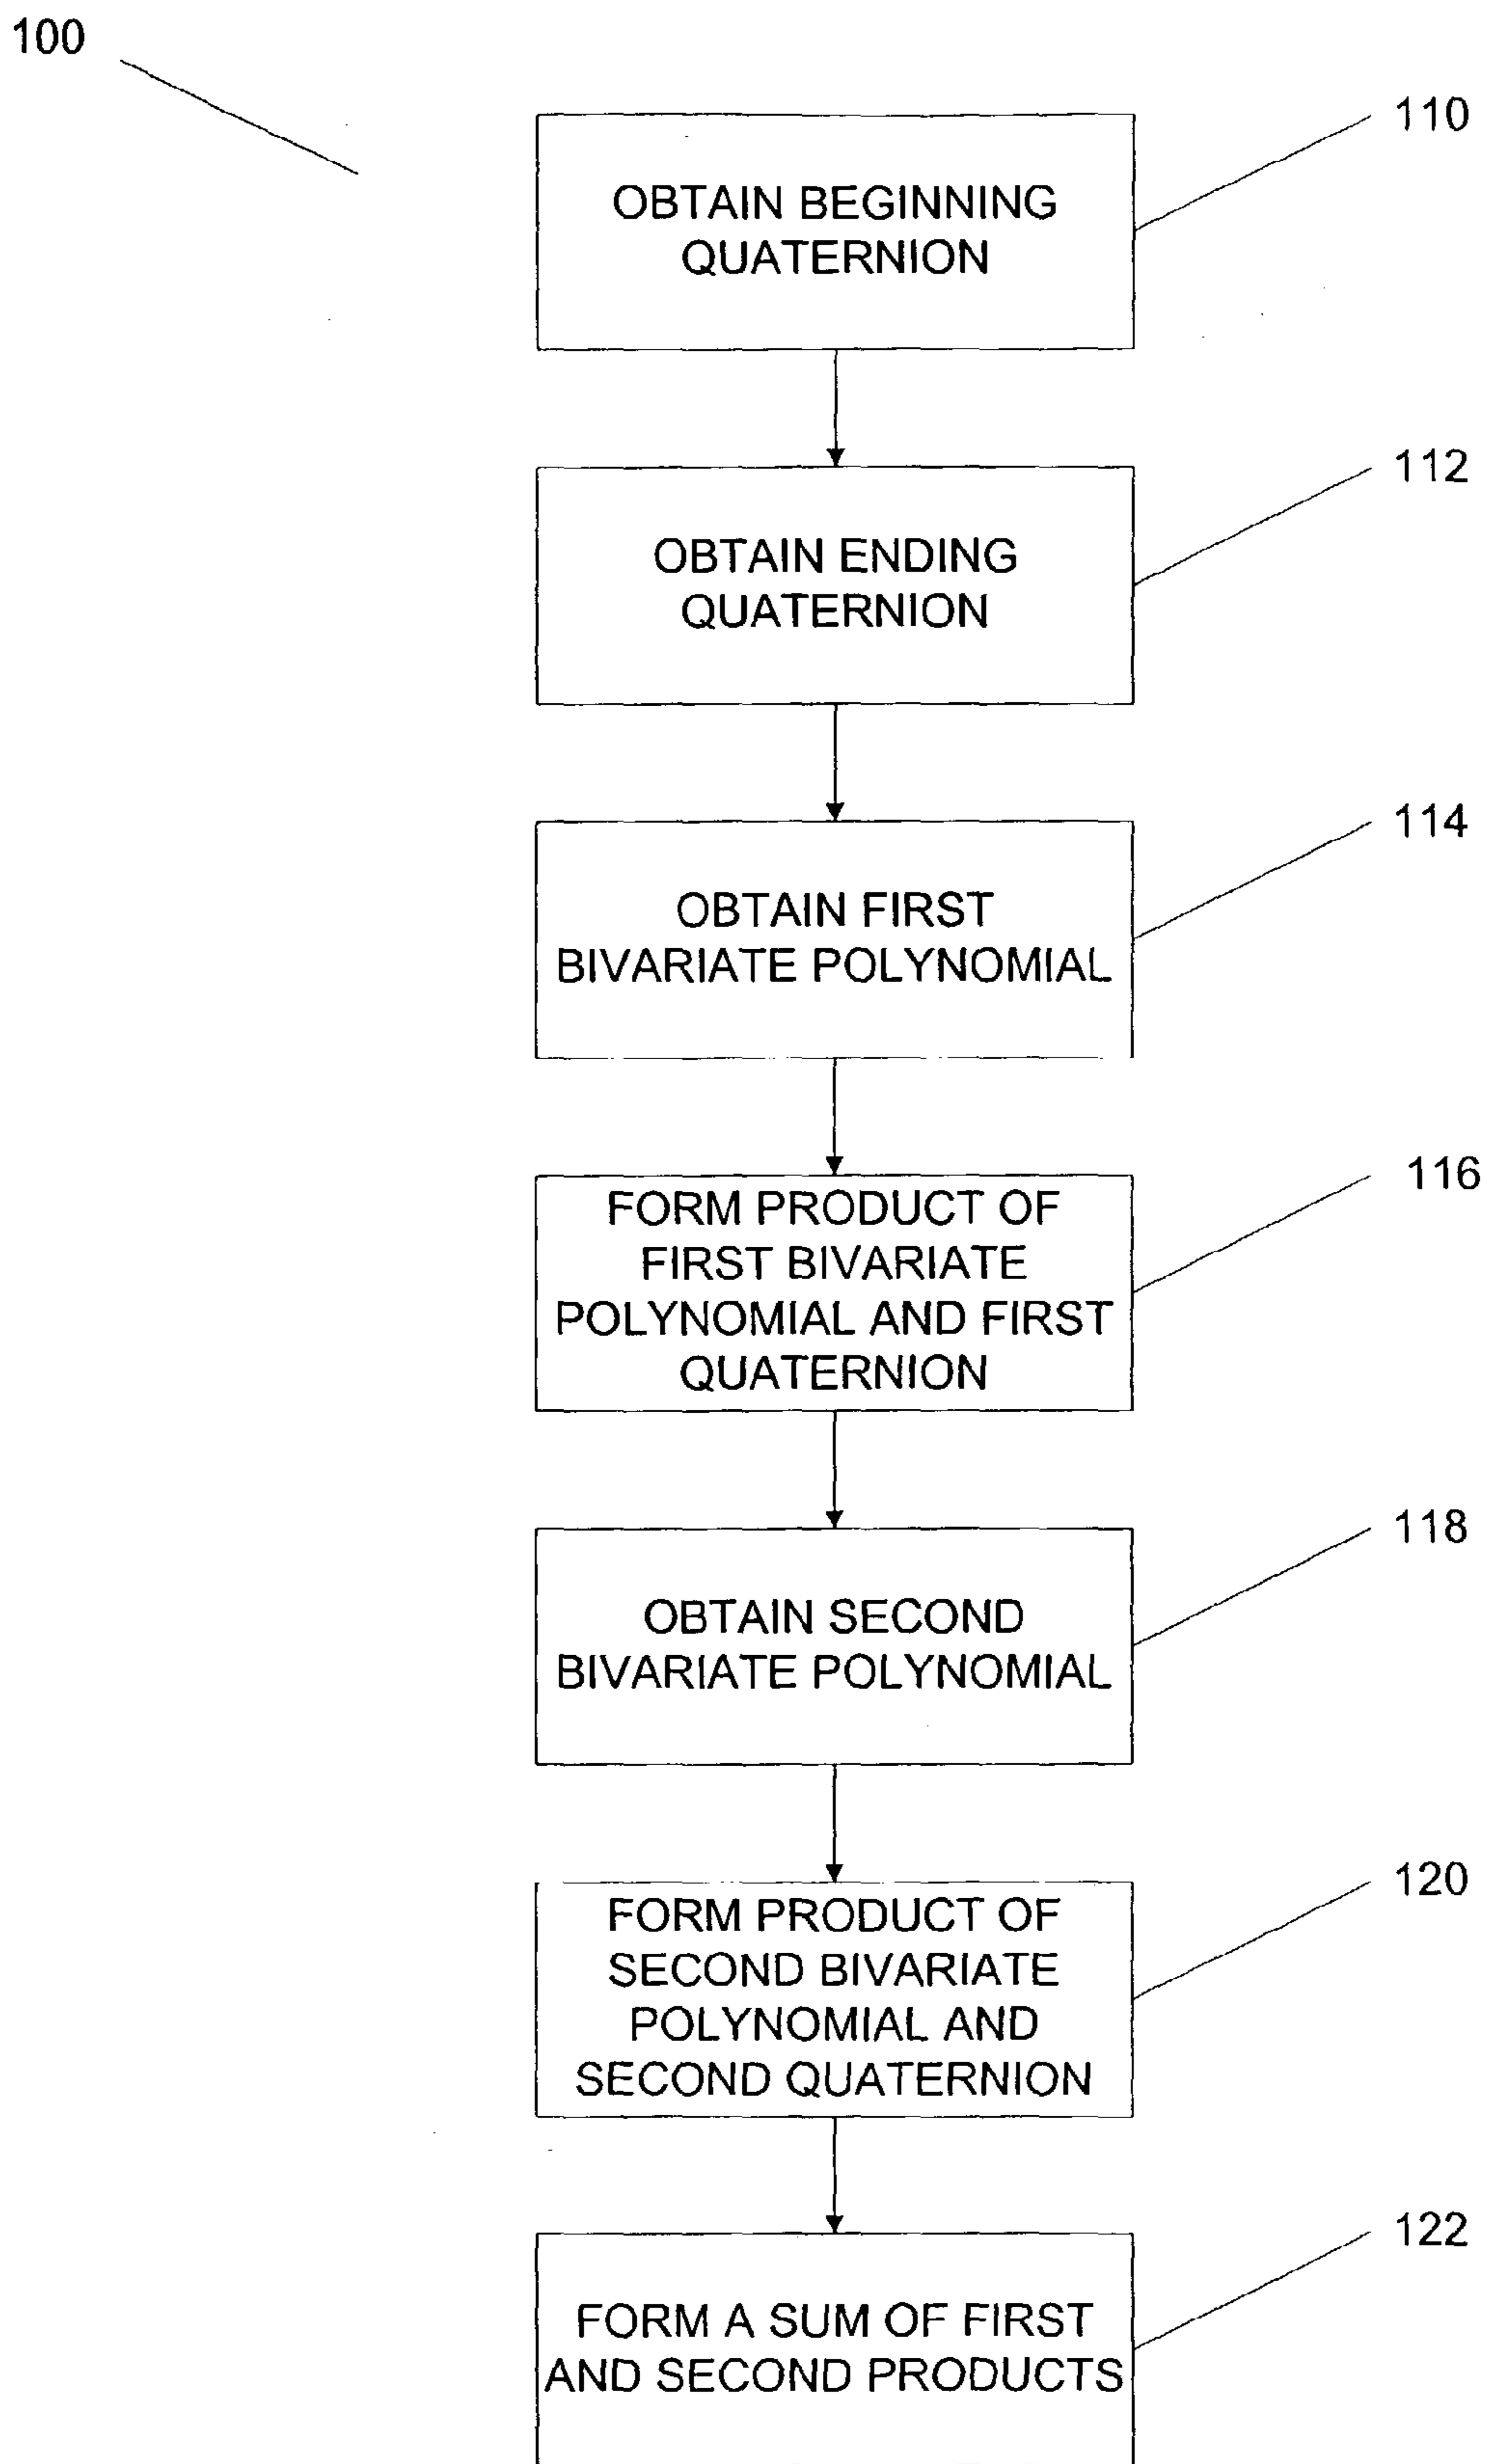 100
110
OBTAIN BEGINNING
QUATERNION
112
OBTAIN ENDING
QUATERNION
114
OBTAIN FIRST
BIVARIATE POLYNOMIAL
116
FORM PRODUCT OF
FIRST BIVARIATE
POLYNOMIAL AND FIRST
QUATERNION
118
OBTAIN SECOND
BIVARIATE POLYNOMIAL
120
FORM PRODUCT OF
SECOND BIVARIATE
POLYNOMIAL AND
SECOND QUATERNION
122
FORM A SUM OF FIRST
AND SECOND PRODUCTS